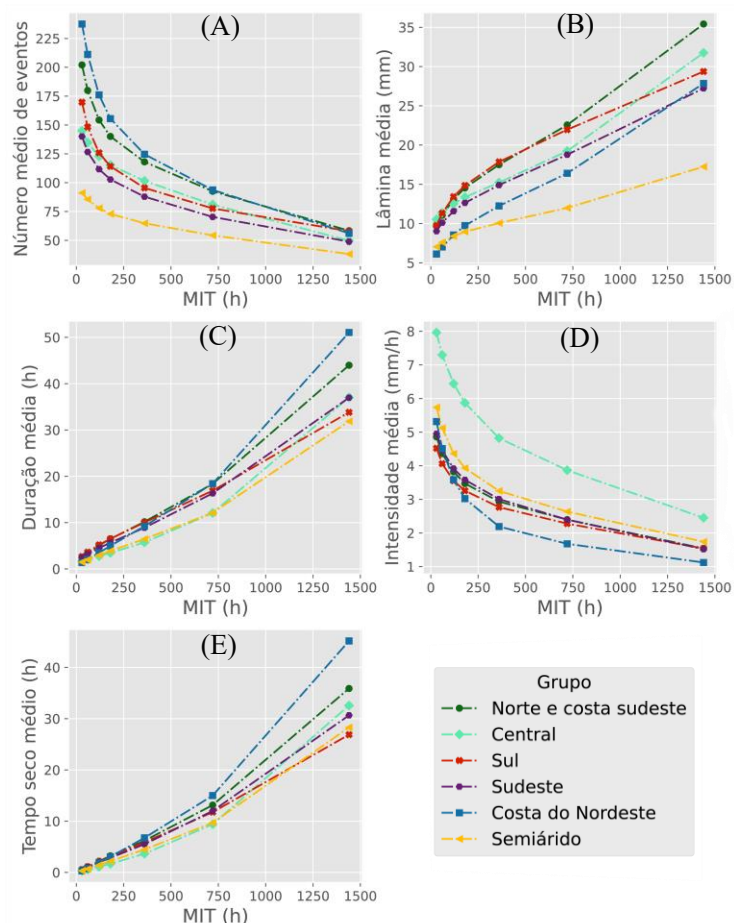 (A)
Número médio de eventos
225
200
175
150
125
100
75
50
0 250 500 750 1000 1250 1500
MIT (h)
(B)
Lâmina média (mm)
35
30
25
20
15
10
5
0 250 500 750 1000 1250 1500
MIT (h)
(C)
Duração média (h)
50
40
30
20
10
0
0 250 500 750 1000 1250 1500
MIT (h)
(D)
Intensidade média (mm/h)
8
7
6
5
4
3
2
1
0 250 500 750 1000 1250 1500
MIT (h)
(E)
Tempo seco médio (h)
40
30
20
10
0
0 250 500 750 1000 1250 1500
MIT (h)
Grupo
Norte e costa sudeste
Central
Sul
Sudeste
Costa do Nordeste
Semiárido